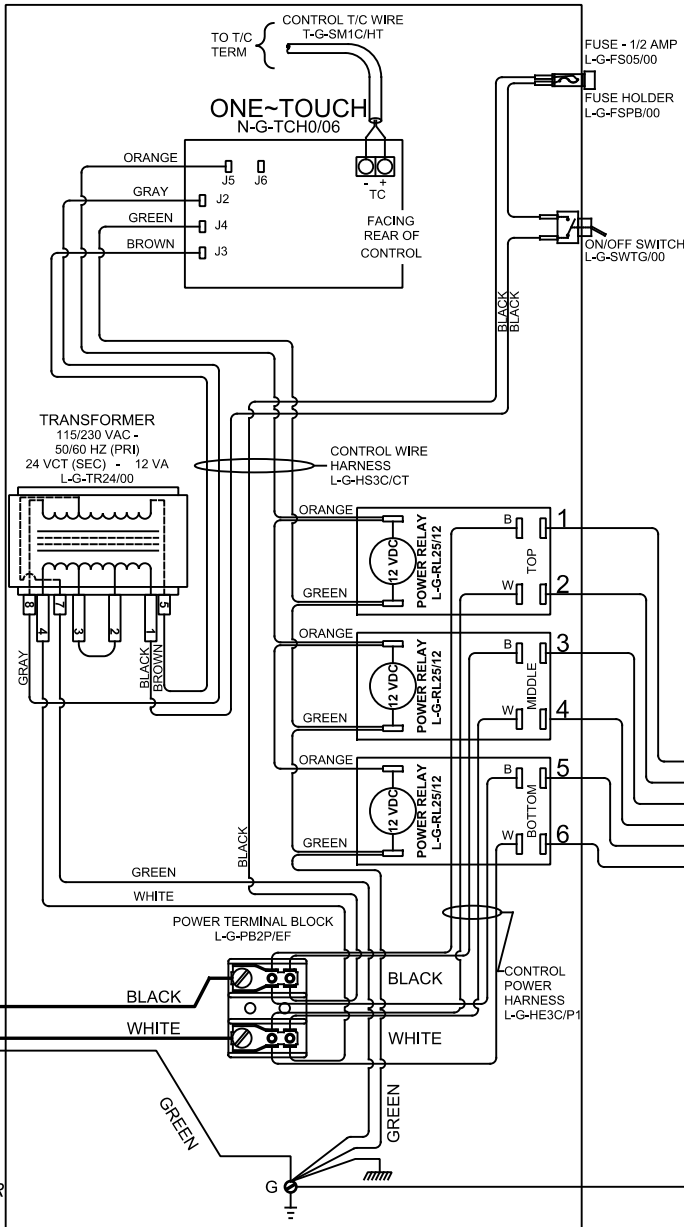 CONTROL T/C WIRE
T-G-SM1C/HT
TO T/C
TERM
FUSE - 1/2 AMP
L-G-FS05/00
FUSE HOLDER
L-G-FSPB/00
ONE~TOUCH
N-G-TCH0/06
ORANGE
J5
J6
- +
TC
GRAY
J2
GREEN
J4
BROWN
J3
FACING
REAR OF
CONTROL
ON/OFF SWITCH
L-G-SWTG/00
BLACK
BLACK
TRANSFORMER
115/230 VAC -
50/60 HZ (PRI)
24 VCT (SEC) - 12 VA
L-G-TR24/00
CONTROL WIRE
HARNESS
L-G-HS3C/CT
ORANGE
12 VDC
GREEN
POWER RELAY
L-G-RL25/12
B
W
TOP
1
2
8
4
7
3
2
1
5
GRAY
BLACK
BROWN
ORANGE
12 VDC
GREEN
POWER RELAY
L-G-RL25/12
B
W
MIDDLE
3
4
ORANGE
12 VDC
GREEN
POWER RELAY
L-G-RL25/12
B
W
BOTTOM
5
6
BLACK
GREEN
WHITE
POWER TERMINAL BLOCK
L-G-PB2P/EF
BLACK
BLACK
WHITE
WHITE
CONTROL
POWER
HARNESS
L-G-HE3C/P1
GREEN
GREEN
G
R